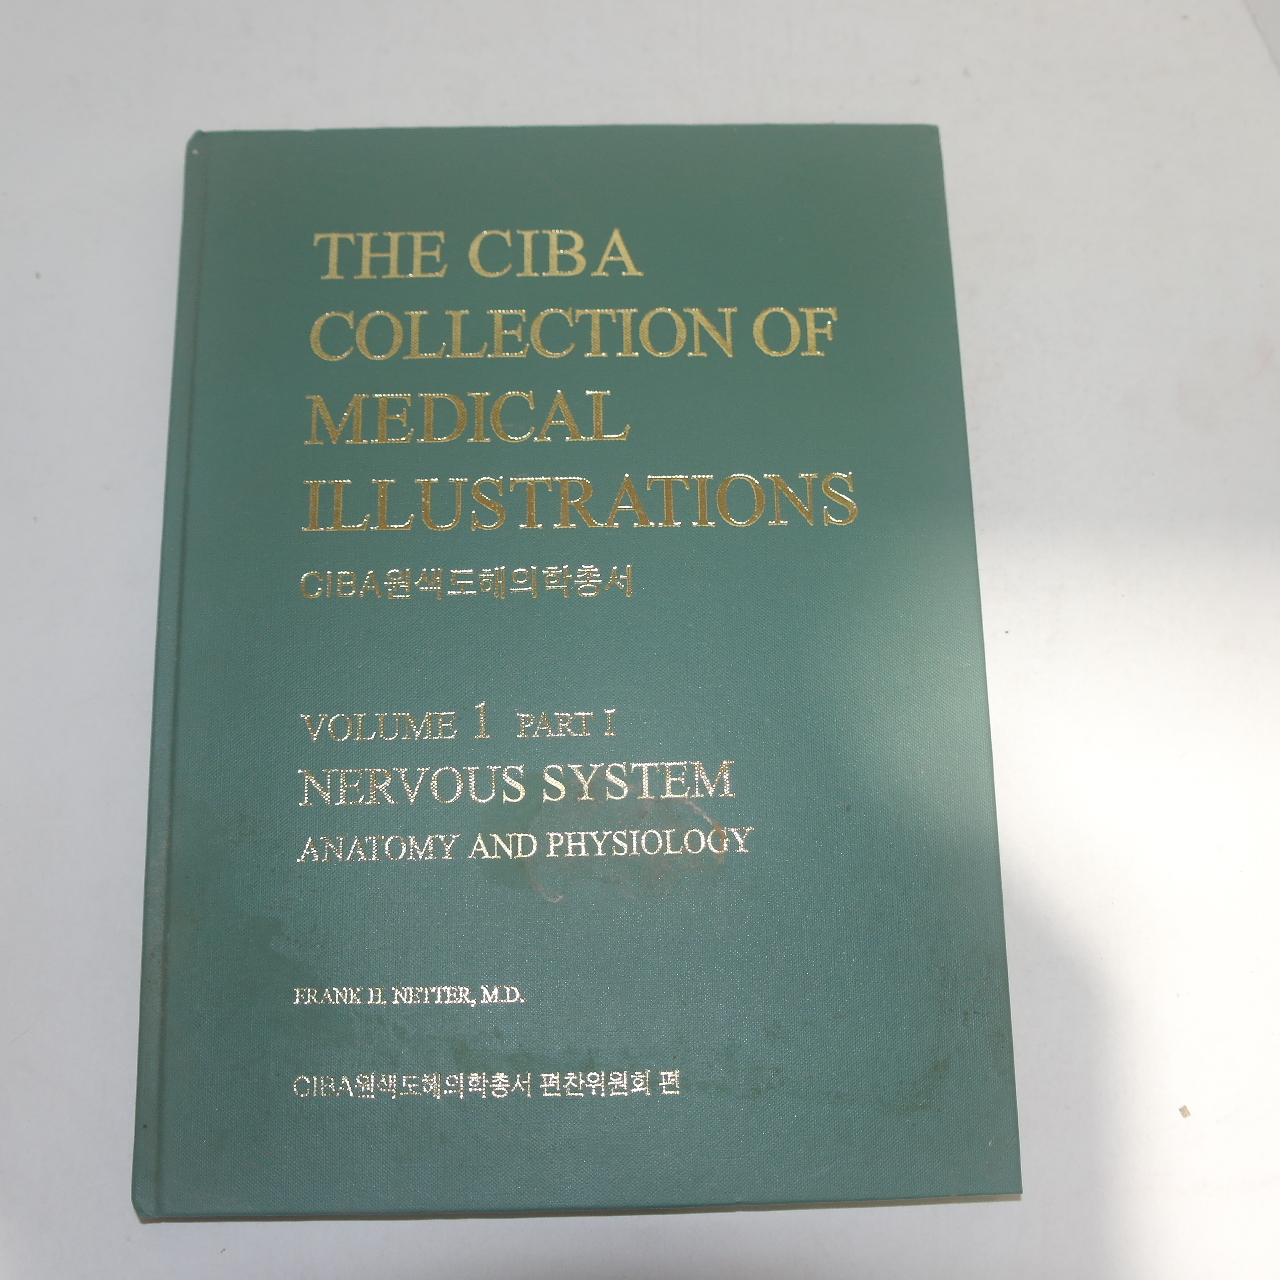 THE CIBA
COLLECTION OF
MEDICAL
ILLUSTRATIONS
CIBA원색도해의학총서
VOLUME 1 PART I
NERVOUS SYSTEM
ANATOMY AND PHYSIOLOGY
FRANK H. NETTER, M.D.
CIBA원색도해의학총서 편찬위원회 편